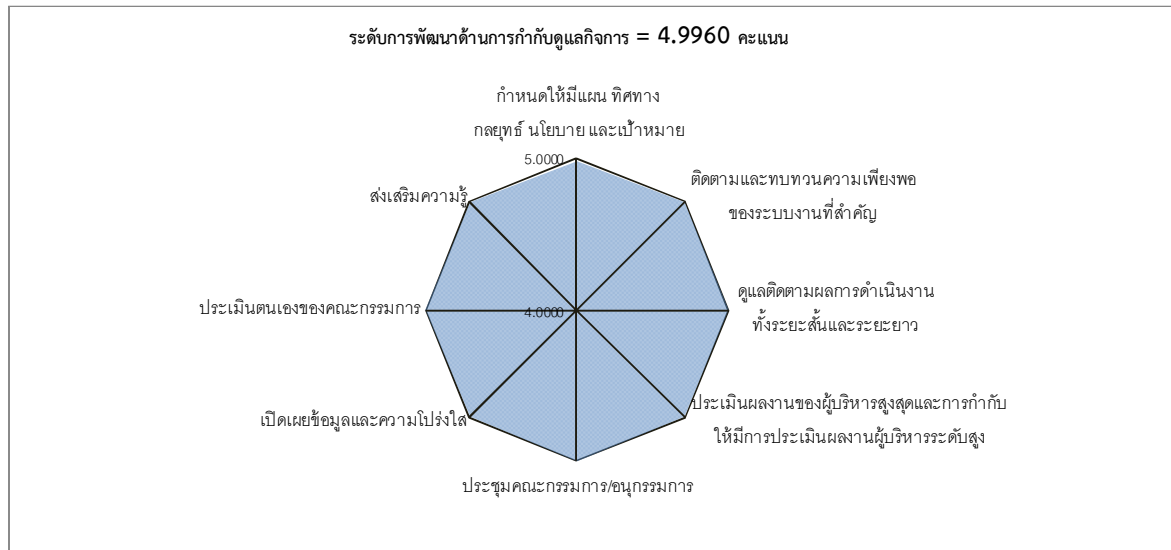 ระดับการพัฒนาด้านการกำกับดูแลกิจการ = 4.9960 คะแนน
กำหนดให้มีแผน ทิศทาง
กลยุทธ์ นโยบาย และเป้าหมาย
5.0000
ติดตามและทบทวนความเพียงพอ
ของระบบงานที่สำคัญ
ส่งเสริมความรู้
ดูแลติดตามผลการดำเนินงาน
ทั้งระยะสั้นและระยะยาว
ประเมินตนเองของคณะกรรมการ
4.0000
ประเมินผลงานของผู้บริหารสูงสุดและการกำกับ
ให้มีการประเมินผลงานผู้บริหารระดับสูง
เปิดเผยข้อมูลและความโปร่งใส
ประชุมคณะกรรมการ/อนุกรรมการ